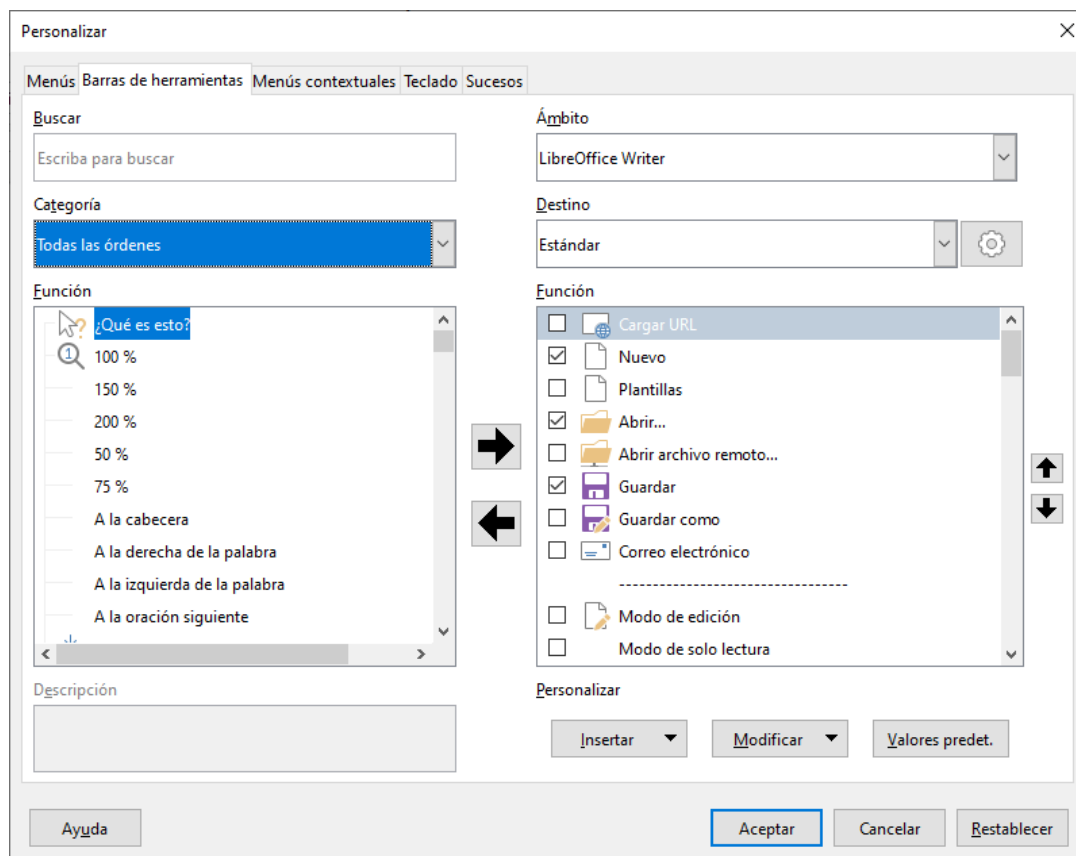 Personalizar
Menús Barras de herramientas Menús contextuales Teclado Sucesos
Buscar
Escriba para buscar
Categoría
Todas las órdenes
Función
¿Qué es esto?
100 %
150 %
200 %
50 %
75 %
A la cabecera
A la derecha de la palabra
A la izquierda de la palabra
A la oración siguiente
Descripción
Ámbito
LibreOffice Writer
Destino
Estándar
Función
Cargar URL
Nuevo
Plantillas
Abrir...
Abrir archivo remoto...
Guardar
Guardar como
Correo electrónico
----------------------------------
Modo de edición
Modo de solo lectura
Personalizar
Insertar Modificar Valores predet.
Ayuda Aceptar Cancelar Restablecer